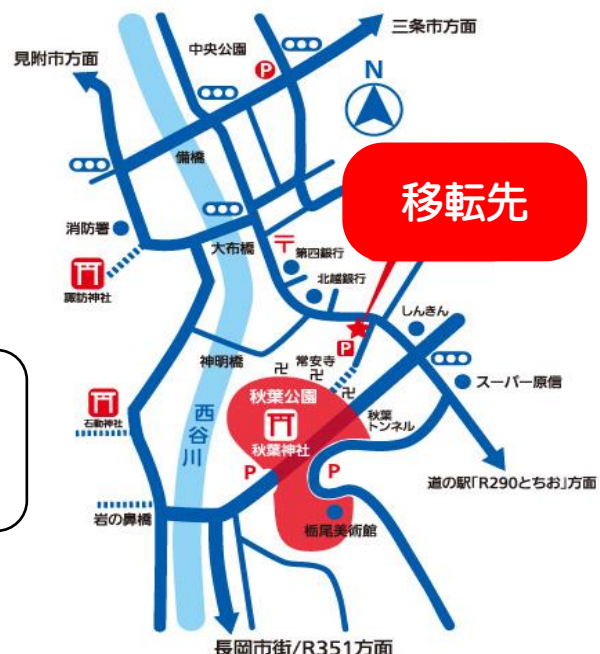 三条市方面
中央公園
P
見附市方面
N
備橋
移転先
消防署
大布橋
〒
第四銀行
北越銀行
諏訪神社
しんきん
神明橋
P
常安寺
卍
卍
卍
スーパー原信
秋葉公園
秋葉神社
秋葉
トンネル
石動神社
西谷川
P
P
道の駅「R290とちお」方面
岩の鼻橋
栃尾美術館
長岡市街/R351方面